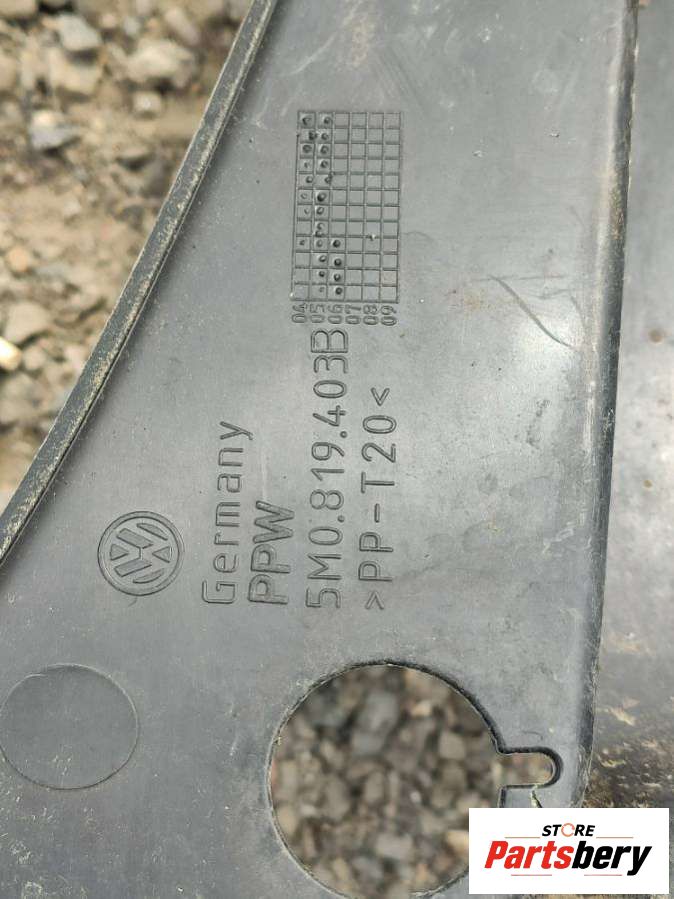 04
05
06
07
08
09
Germany
PPW
5M0.819.403B
>PP-T20<
STORE
Partsbery